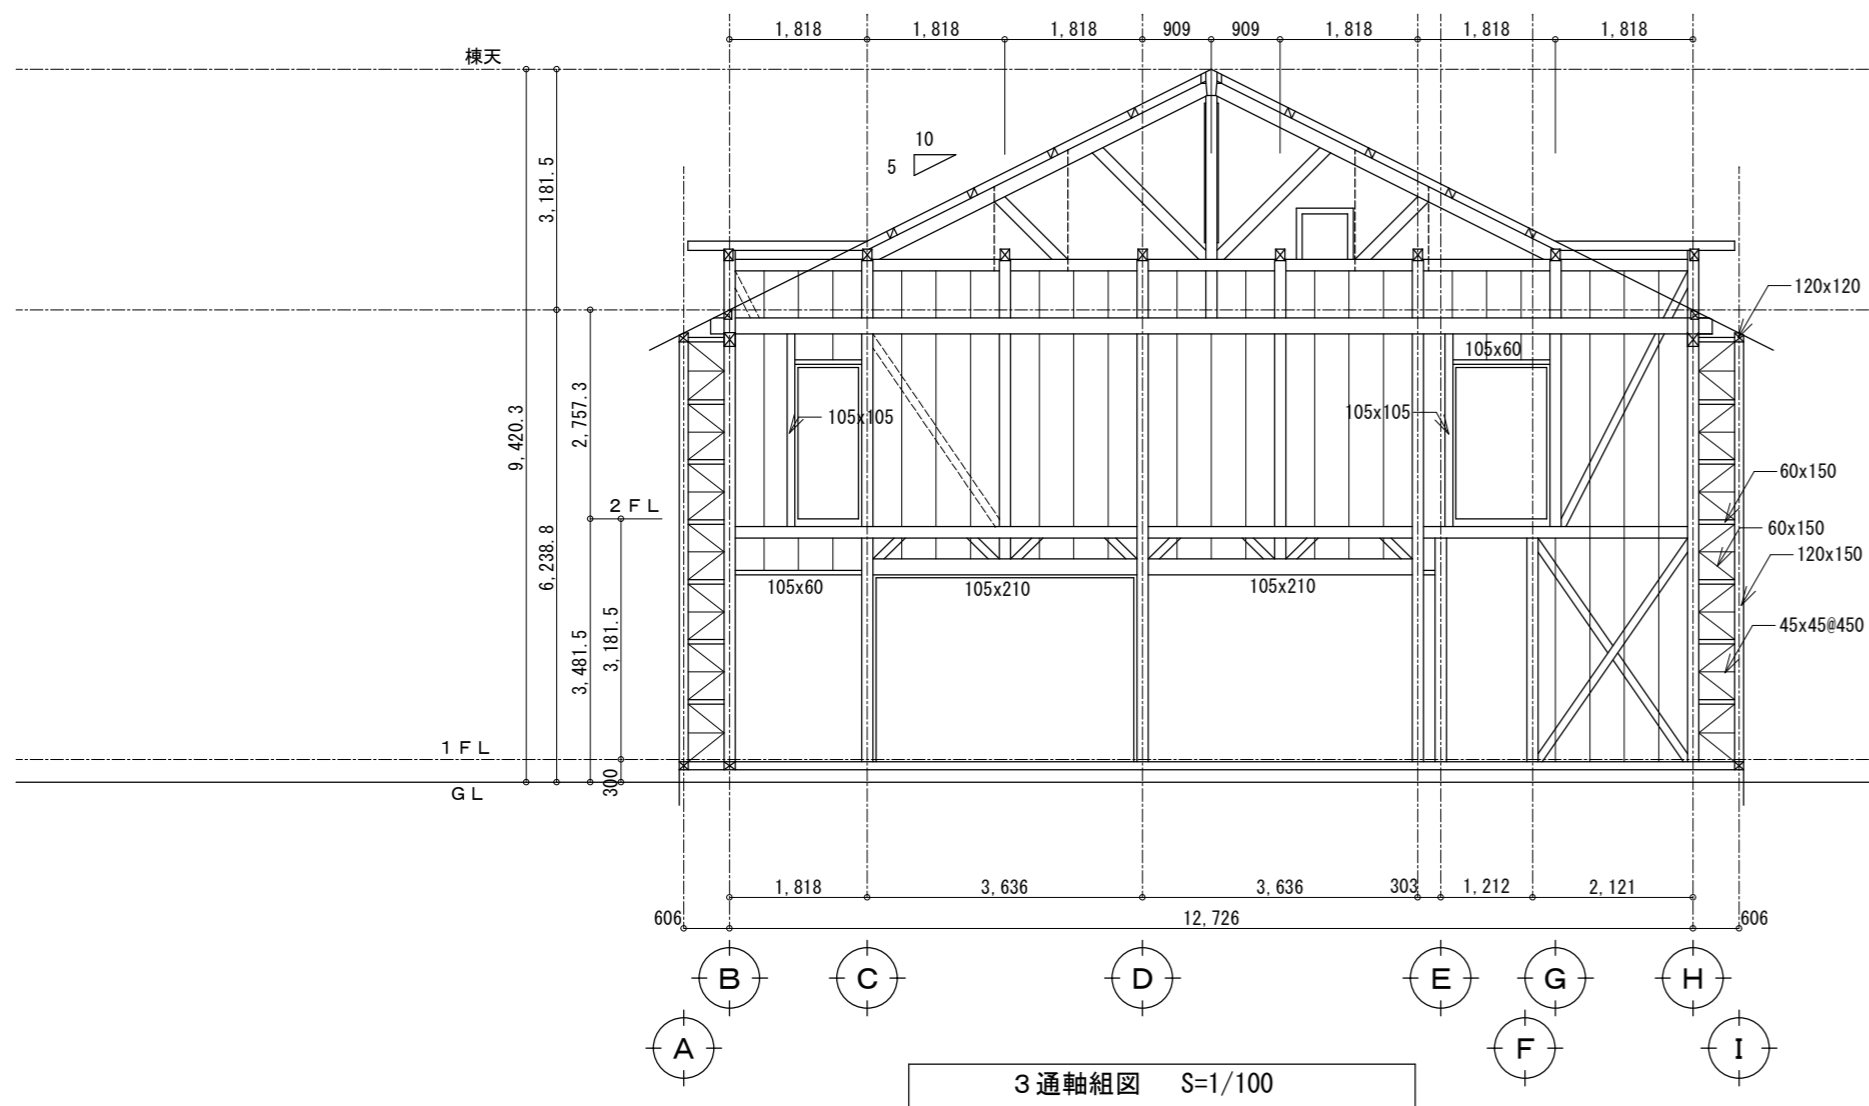 1,818 1,818 1,818 909 909 1,818 1,818 1,818
棟天
10
5
3,181.5
120x120
105x60
2,757.3
9,420.3
105x105
105x105
60x150
2FL
60x150
6,238.8
120x150
105x60
105x210
105x210
3,181.5
3,481.5
45x45@450
1FL
300
GL
1,818 3,636 3,636 303 1,212 2,121
606 12,726 606
B C D E G H
A F I
3通軸組図 S=1/100